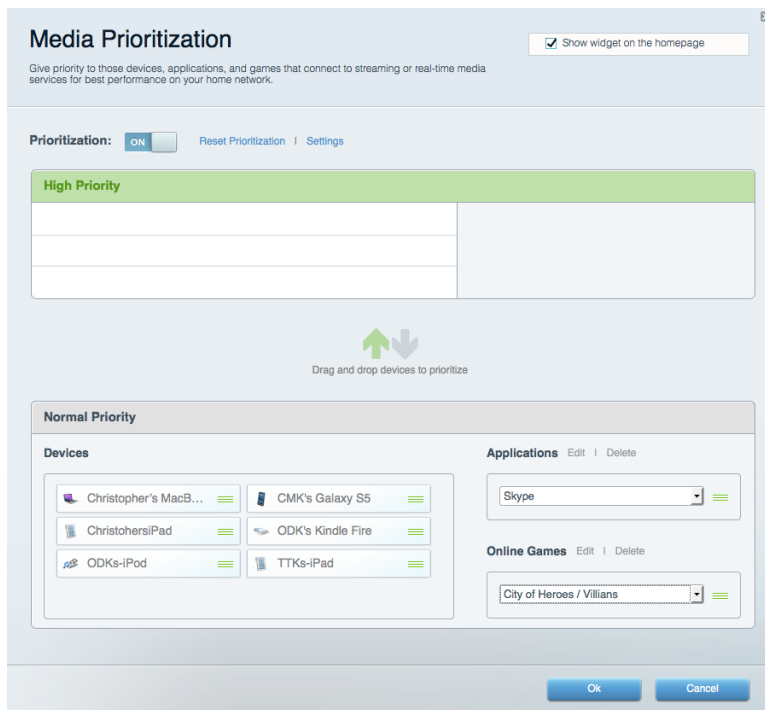 Media Prioritization
Show widget on the homepage
Give priority to those devices, applications, and games that connect to streaming or real-time media
services for best performance on your home network.
Prioritization: ON Reset Prioritization | Settings
High Priority
Drag and drop devices to prioritize
Normal Priority
Devices
Christopher's MacB...
CMK's Galaxy S5
ChristohersiPad
ODK's Kindle Fire
ODKs-iPod
TTKs-iPad
Applications Edit | Delete
Skype
Online Games Edit | Delete
City of Heroes / Villians
Ok
Cancel